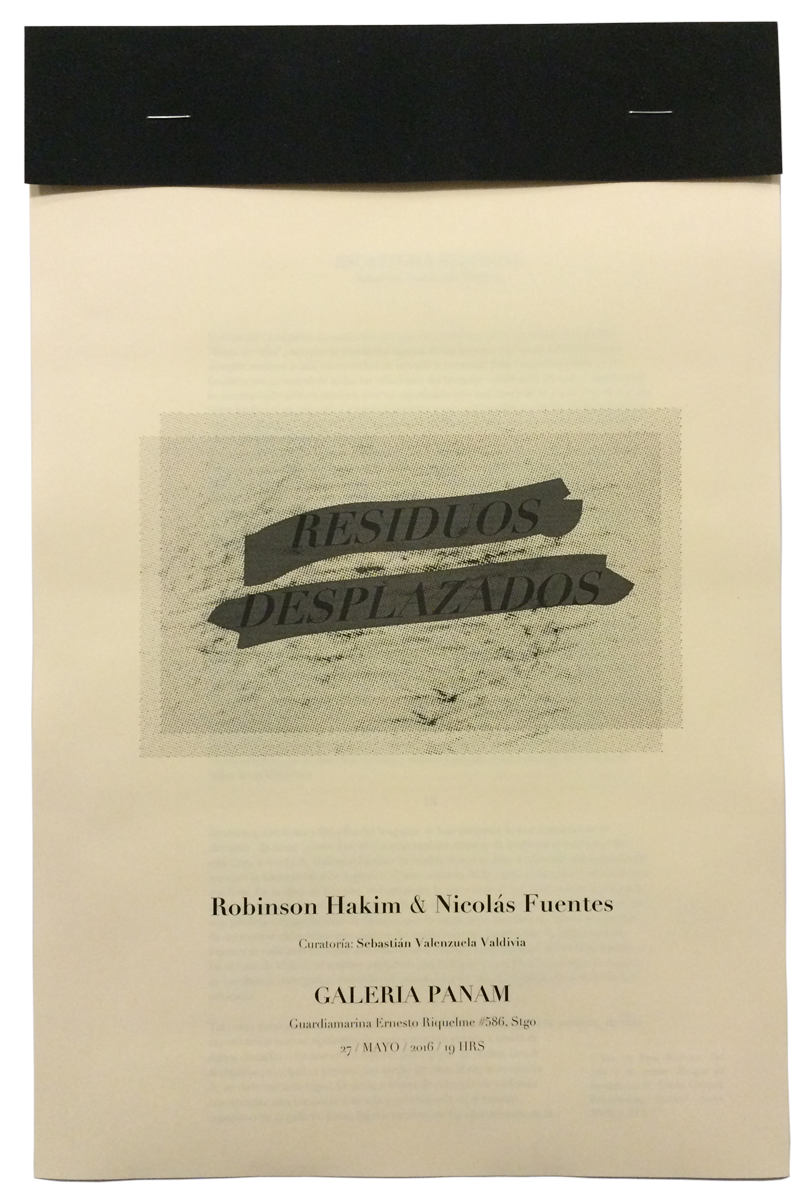 RESIDUOS
DESPLAZADOS
Robinson Hakim & Nicolás Fuentes
Curatoría: Sebastián Valenzuela Valdivia
GALERIA PANAM
Guardiamarina Ernesto Riquelme #586, Stgo
27 / MAYO / 2016 / 19 HRS